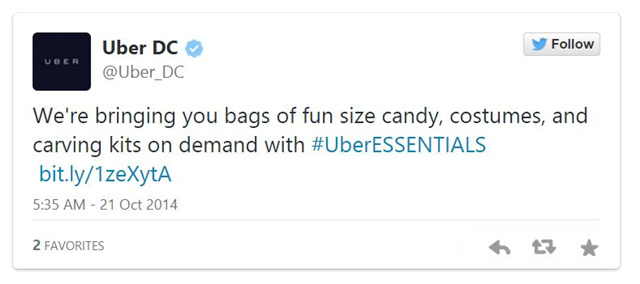 UBER
Uber DC
@Uber_DC
Follow
We're bringing you bags of fun size candy, costumes, and
carving kits on demand with #UberESSENTIALS
bit.ly/1zeXytA
5:35 AM - 21 Oct 2014
2 FAVORITES